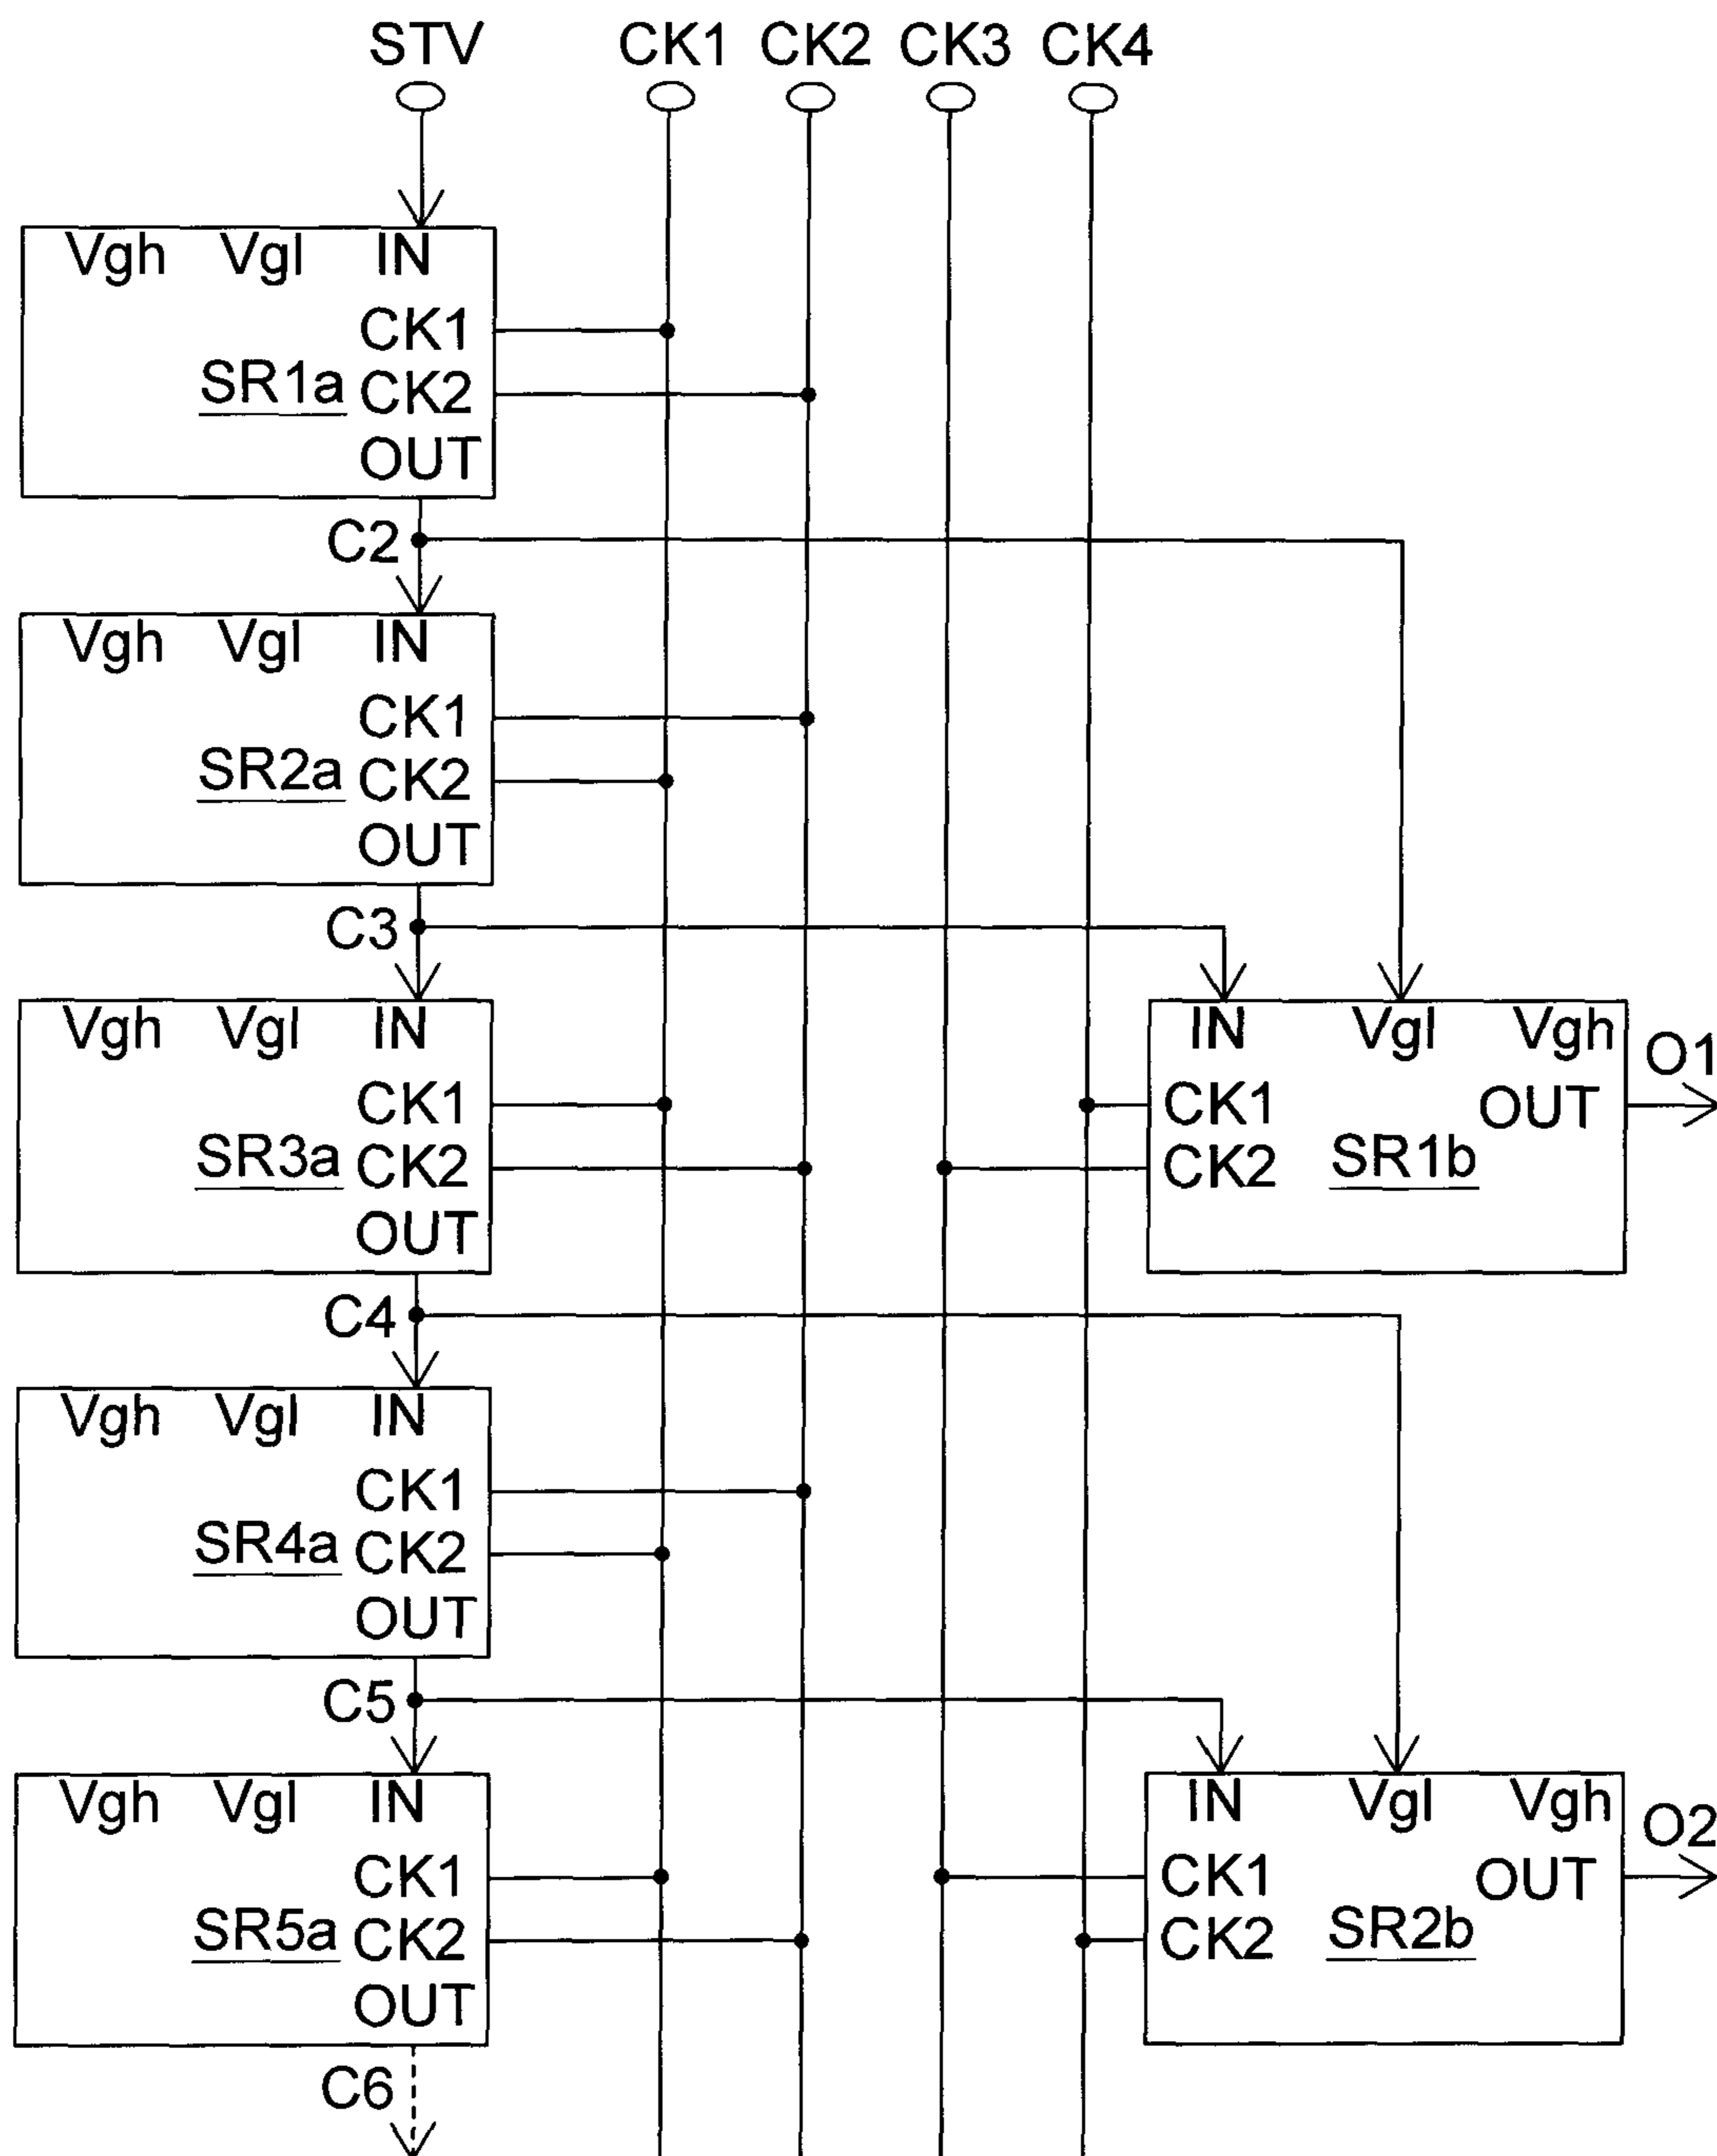 STV CK1 CK2 CK3 CK4
Vgh Vgl IN
CK1
SR1a CK2
OUT
C2
Vgh Vgl IN
CK1
SR2a CK2
OUT
C3
Vgh Vgl IN
CK1
SR3a CK2
OUT
IN Vgl Vgh
O1
CK1 OUT
CK2 SR1b
C4
Vgh Vgl IN
CK1
SR4a CK2
OUT
C5
Vgh Vgl IN
CK1
SR5a CK2
OUT
IN Vgl Vgh
O2
CK1 OUT
CK2 SR2b
C6